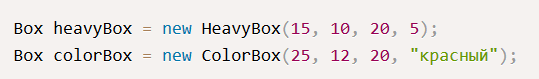 Box heavyBox = new HeavyBox(15, 10, 20, 5);
Box colorBox = new ColorBox(25, 12, 20, "красный");